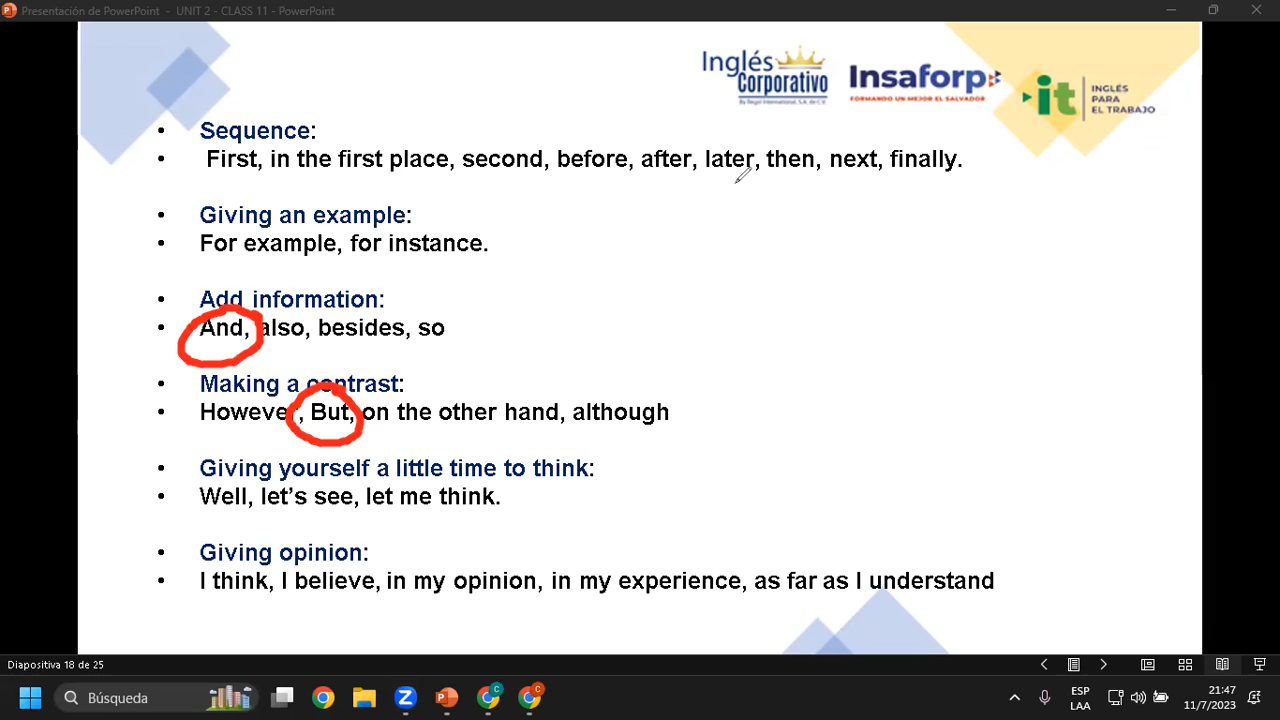 Presentación de PowerPoint - UNIT 2 - CLASS 11 - PowerPoint
Inglés
Corporativo
By Regal International, S.A. de C.V.
Insaforp
FORMANDO UN MEJOR EL SALVADOR
it
INGLÉS
PARA
EL TRABAJO
• Sequence:
• First, in the first place, second, before, after, later, then, next, finally.
• Giving an example:
• For example, for instance.
• Add information:
• And, also, besides, so
• Making a contrast:
• However, But, on the other hand, although
• Giving yourself a little time to think:
• Well, let's see, let me think.
• Giving opinion:
• I think, I believe, in my opinion, in my experience, as far as I understand
Diapositiva 18 de 25
Búsqueda
C
C
ESP
LAA
21:47
11/7/2023